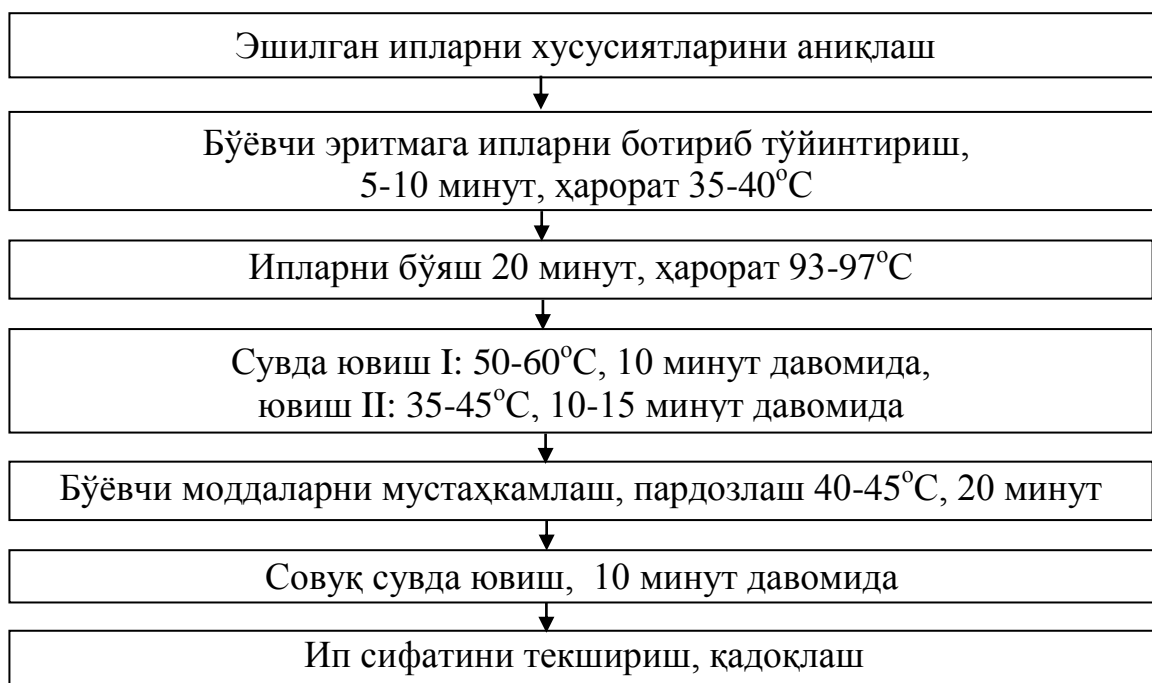 Эшилган ипларни хусусиятларини аниқлаш
Бўёвчи эритмага ипларни ботириб тўйинтириш,
5-10 минут, ҳарорат 35-40°С
Ипларни бўяш 20 минут, ҳарорат 93-97°С
Сувда ювиш I: 50-60°С, 10 минут давомида,
ювиш II: 35-45°С, 10-15 минут давомида
Бўёвчи моддаларни мустаҳкамлаш, пардозлаш 40-45°С, 20 минут
Совуқ сувда ювиш, 10 минут давомида
Ип сифатини текшириш, қадоқлаш